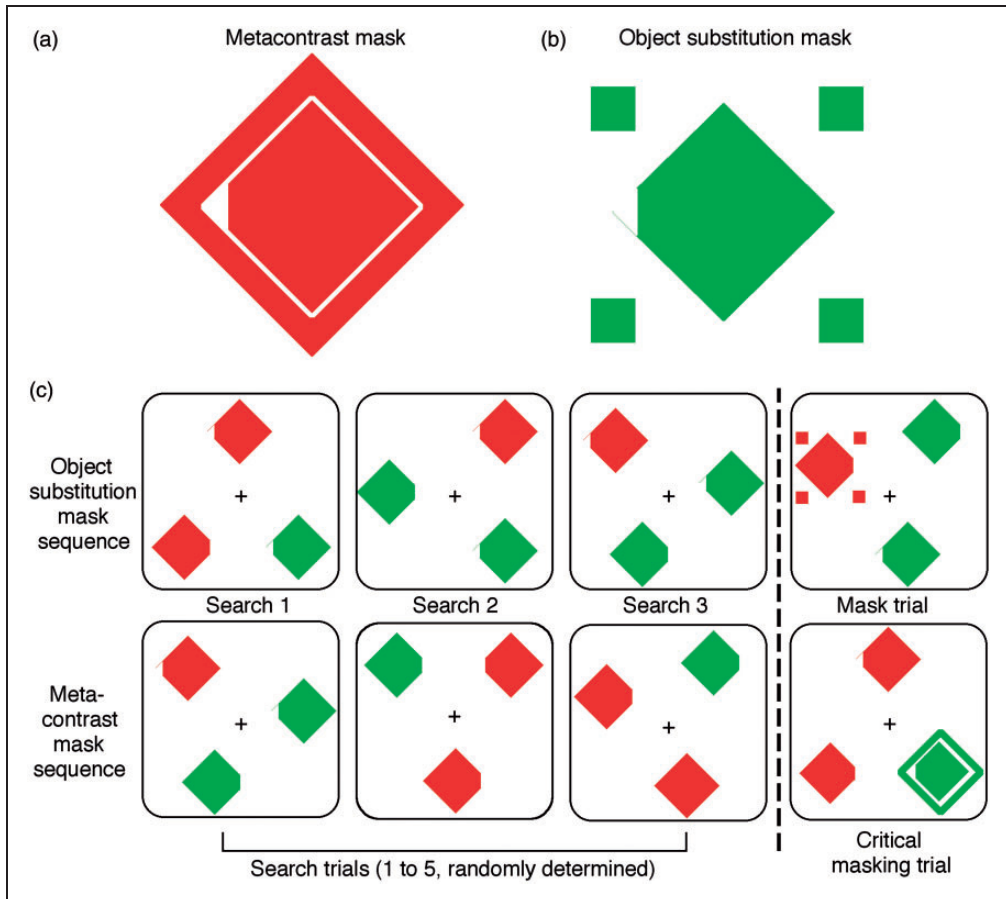 (a)
Metacontrast mask
(b)
Object substitution mask
(c)
Object
substitution
mask
sequence
Search 1
Search 2
Search 3
Mask trial
Meta-
contrast
mask
sequence
Search trials (1 to 5, randomly determined)
Critical
masking trial